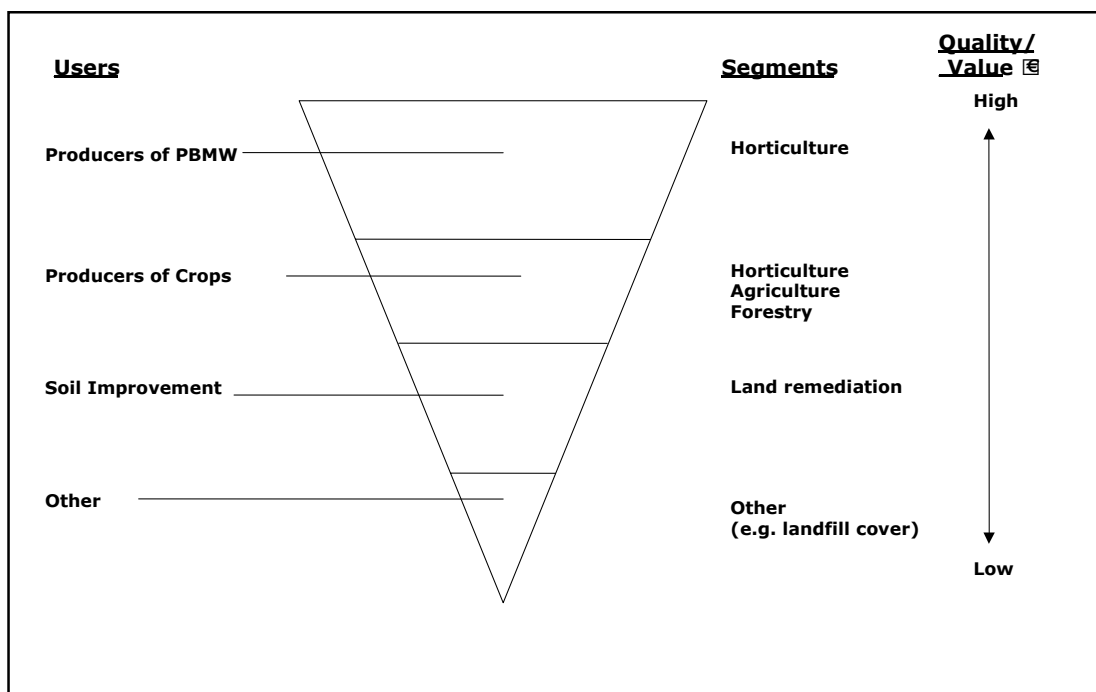 Users
Segments
Quality/
Value €
High
Producers of PBMW
Horticulture
Producers of Crops
Horticulture
Agriculture
Forestry
Soil Improvement
Land remediation
Other
Other
(e.g. landfill cover)
Low